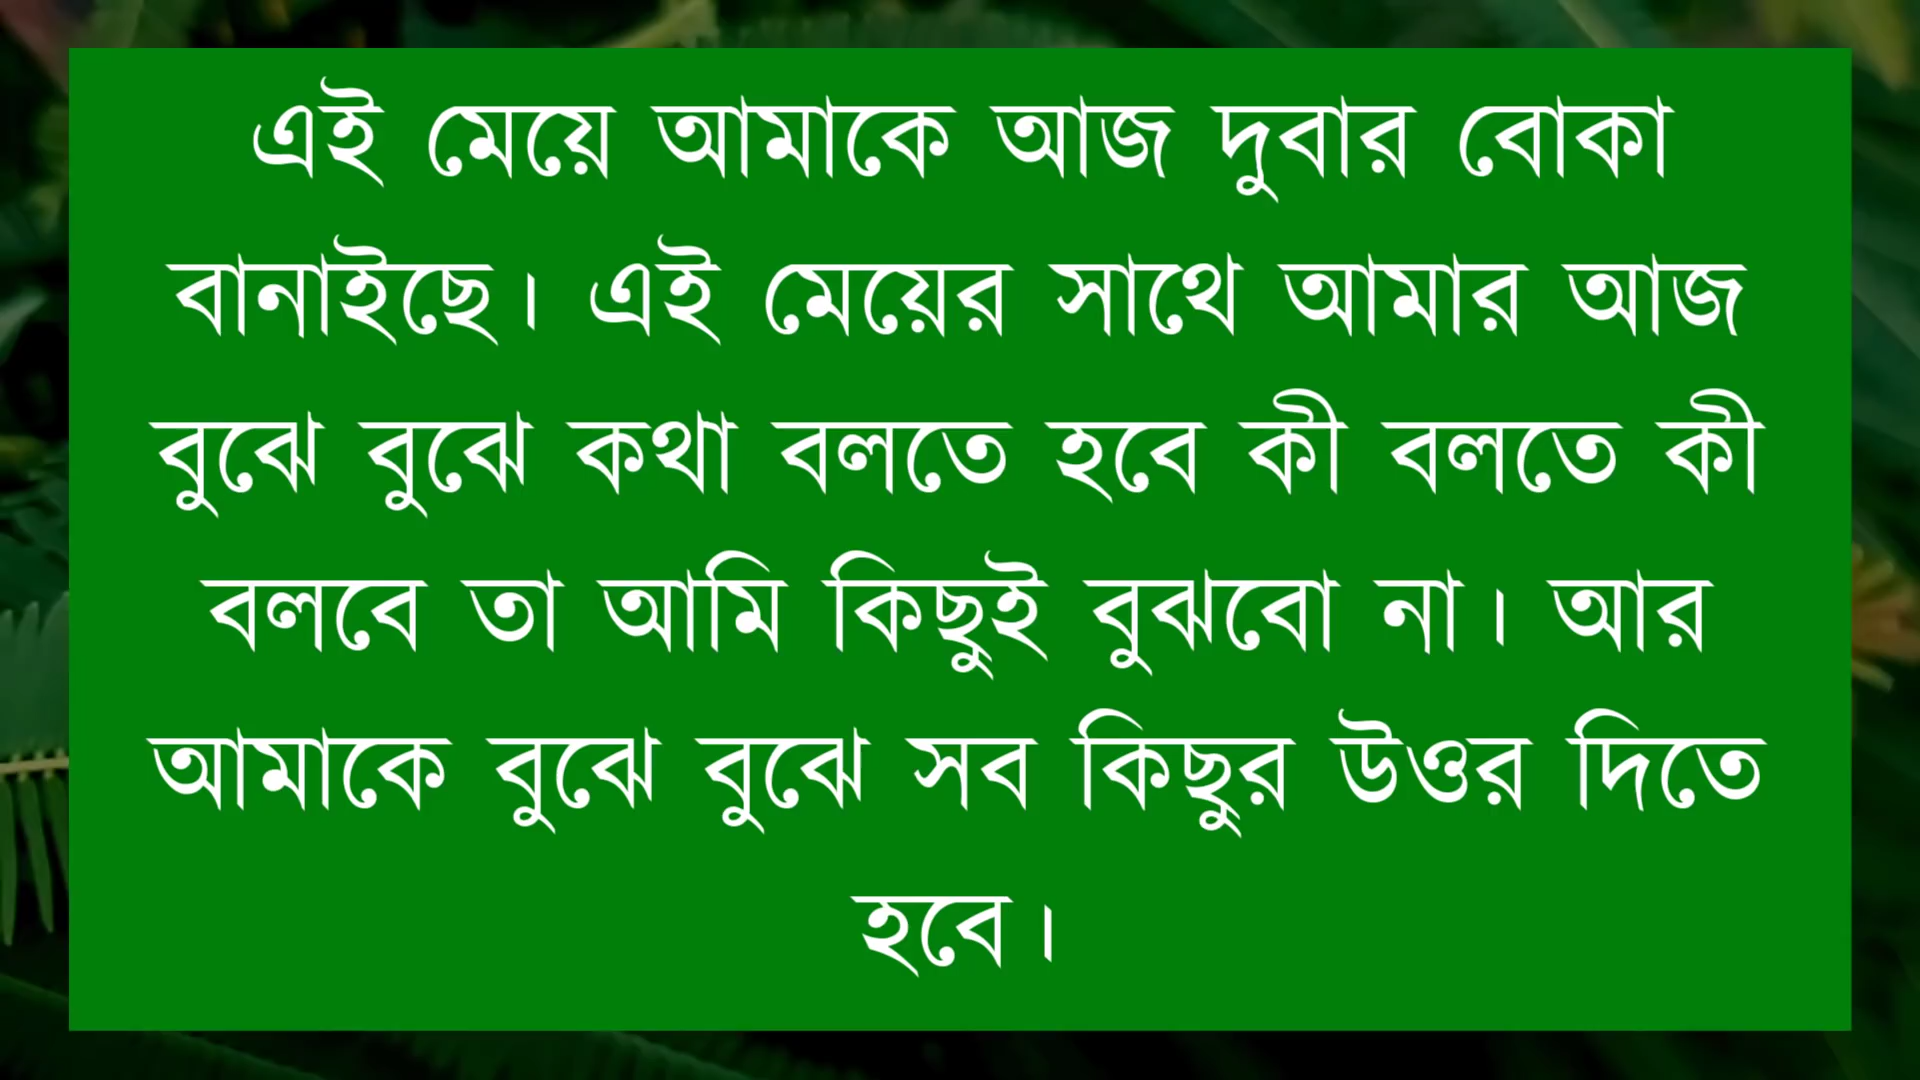 এই মেয়ে আমাকে আজ দুবার বোকা
বানাইছে। এই মেয়ের সাথে আমার আজ
বুঝে বুঝে কথা বলতে হবে কী বলতে কী
বলবে তা আমি কিছুই বুঝবো না। আর
আমাকে বুঝে বুঝে সব কিছুর উওর দিতে
হবে।